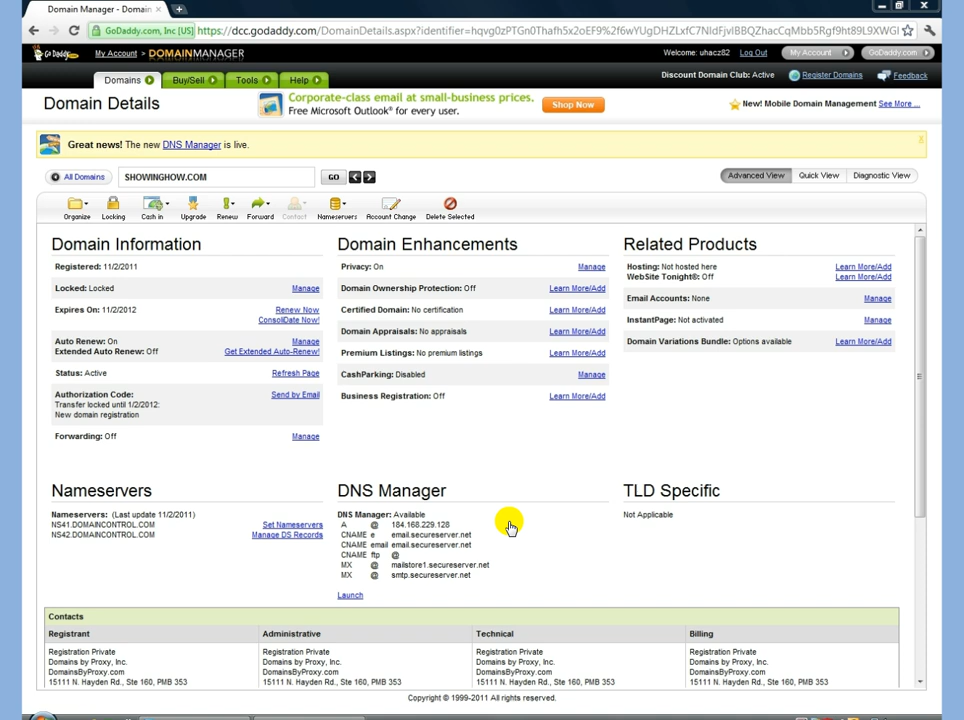 Domain Manager - Domain
GoDaddy.com, Inc [US] https://dcc.godaddy.com/DomainDetails.aspx?identifier=
Go Daddy My Account DOMAINMANAGER Welcome: uhacz82 Log Out My Account GoDaddy.com
Domains Buy/Sell Tools Help Discount Domain Club: Active Register Domains Feedback
Domain Details
Corporate-class email at small-business prices.
Free Microsoft Outlook® for every user.
Shop Now
New! Mobile Domain Management See More ...
Great news! The new DNS Manager is live.
All Domains SHOWINGHOW.COM GO Advanced View Quick View Diagnostic View
Organize Locking Cash in Upgrade Renew Forward Contact Nameservers Account Change Delete Selected
Domain Information
Registered: 11/2/2011
Locked: Locked Manage
Expires On: 11/2/2012 Renew Now
ConsoliDate Now!
Auto Renew: On Manage
Extended Auto Renew: Off Get Extended Auto-Renew!
Status: Active Refresh Page
Authorization Code: Send by Email
Transfer locked until 1/2/2012:
New domain registration
Forwarding: Off Manage
Domain Enhancements
Privacy: On Manage
Domain Ownership Protection: Off Learn More/Add
Certified Domain: No certification Learn More/Add
Domain Appraisals: No appraisals Learn More/Add
Premium Listings: No premium listings Learn More/Add
CashParking: Disabled Manage
Business Registration: Off Learn More/Add
Related Products
Hosting: Not hosted here Learn More/Add
WebSite Tonight®: Off Learn More/Add
Email Accounts: None Manage
InstantPage: Not activated Manage
Domain Variations Bundle: Options available Learn More/Add
Nameservers
Nameservers: (Last update 11/2/2011)
NS41.DOMAINCONTROL.COM Set Nameservers
NS42.DOMAINCONTROL.COM Manage DS Records
DNS Manager
DNS Manager: Available
A @ 184.168.229.128
CNAME e email.secureserver.net
CNAME email email.secureserver.net
CNAME ftp @
MX @ mailstore1.secureserver.net
MX @ smtp.secureserver.net
Launch
TLD Specific
Not Applicable
Contacts
Registrant Administrative Technical Billing
Registration Private Registration Private Registration Private Registration Private
Domains by Proxy, Inc. Domains by Proxy, Inc. Domains by Proxy, Inc. Domains by Proxy, Inc.
DomainsByProxy.com DomainsByProxy.com DomainsByProxy.com DomainsByProxy.com
15111 N. Hayden Rd., Ste 160, PMB 353 15111 N. Hayden Rd., Ste 160, PMB 353 15111 N. Hayden Rd., Ste 160, PMB 353 15111 N. Hayden Rd., Ste 160, PMB 353
Copyright © 1999-2011 All rights reserved.